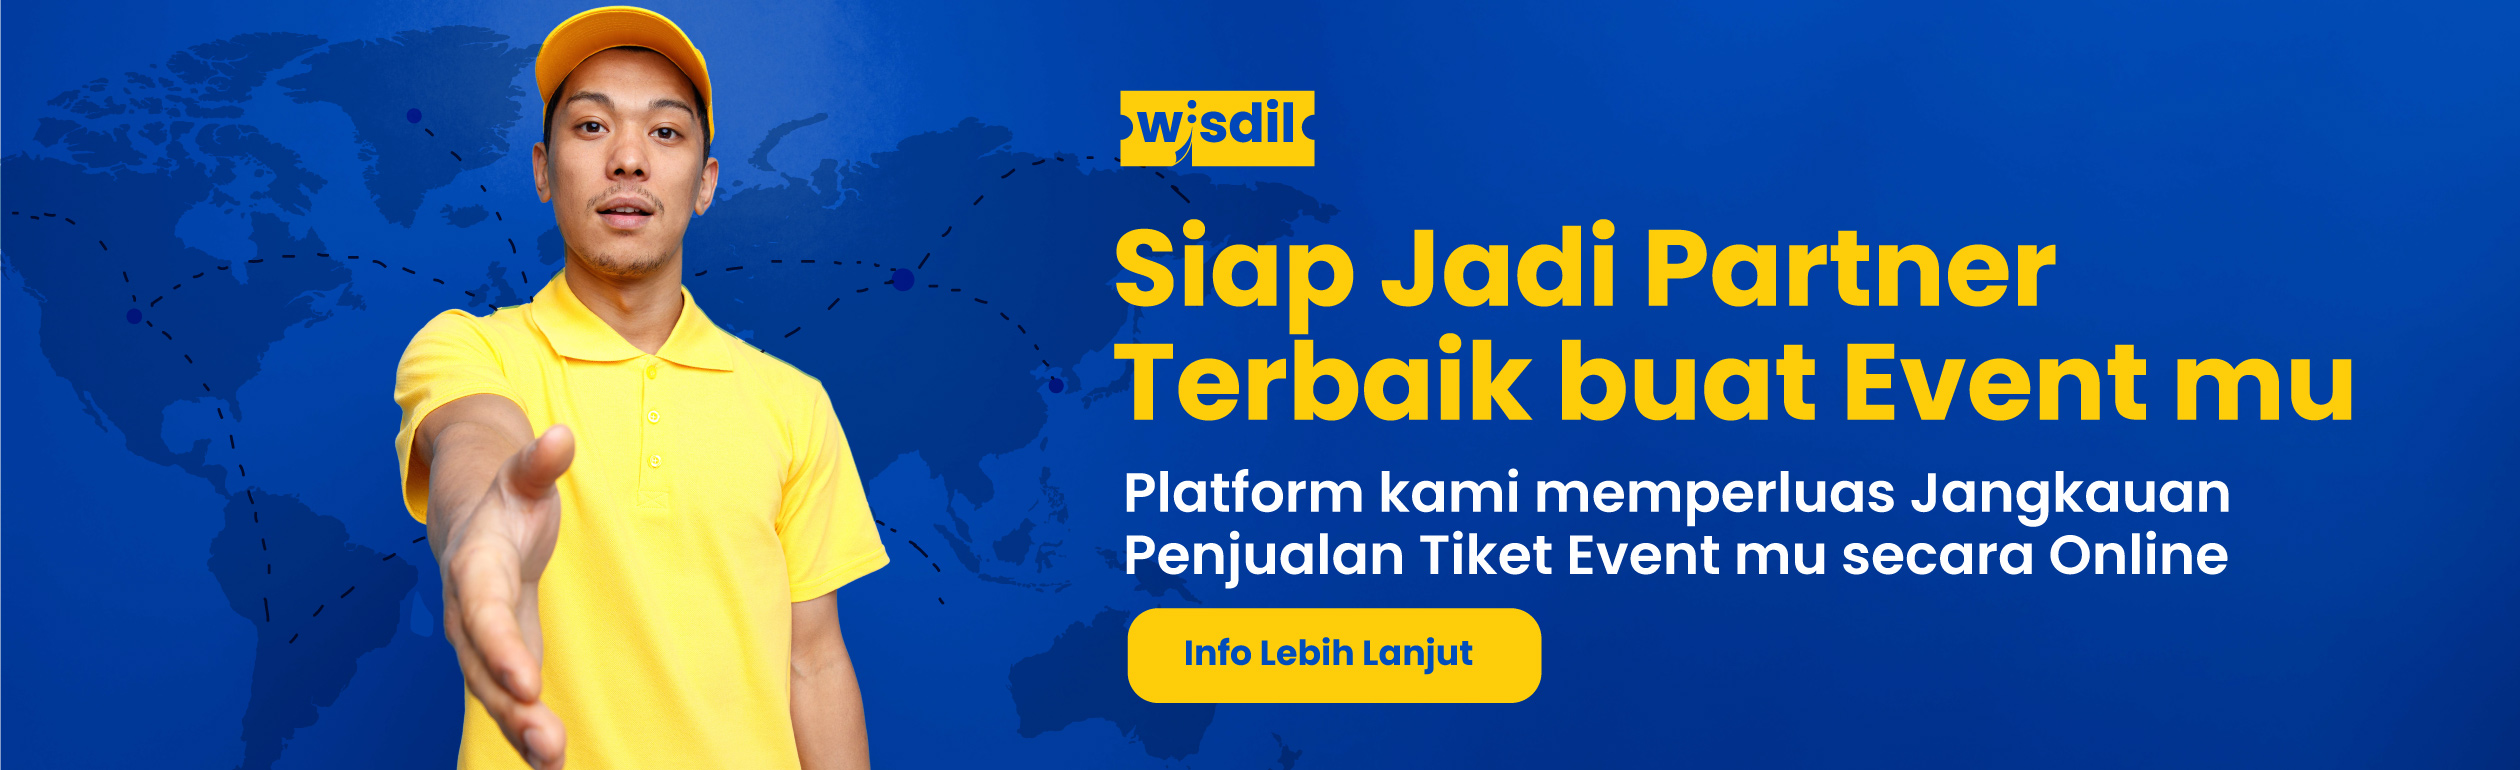 wisdil
Siap Jadi Partner
Terbaik buat Event mu
Platform kami memperluas Jangkauan
Penjualan Tiket Event mu secara Online
Info Lebih Lanjut